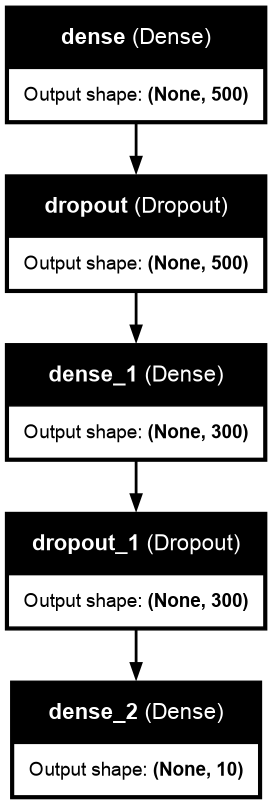 dense (Dense)
Output shape: (None, 500)
dropout (Dropout)
Output shape: (None, 500)
dense_1 (Dense)
Output shape: (None, 300)
dropout_1 (Dropout)
Output shape: (None, 300)
dense_2 (Dense)
Output shape: (None, 10)